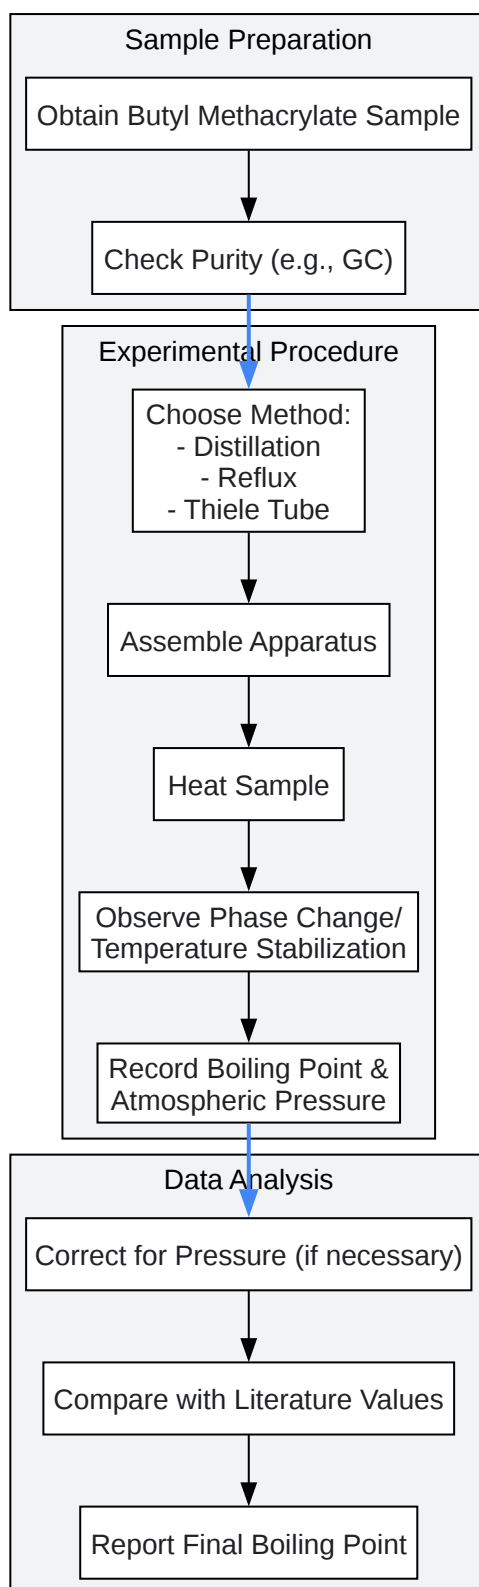 Sample Preparation
Obtain Butyl Methacrylate Sample
Check Purity (e.g., GC)
Experimental Procedure
Choose Method:
- Distillation
- Reflux
- Thiele Tube
Assemble Apparatus
Heat Sample
Observe Phase Change/
Temperature Stabilization
Record Boiling Point &
Atmospheric Pressure
Data Analysis
Correct for Pressure (if necessary)
Compare with Literature Values
Report Final Boiling Point